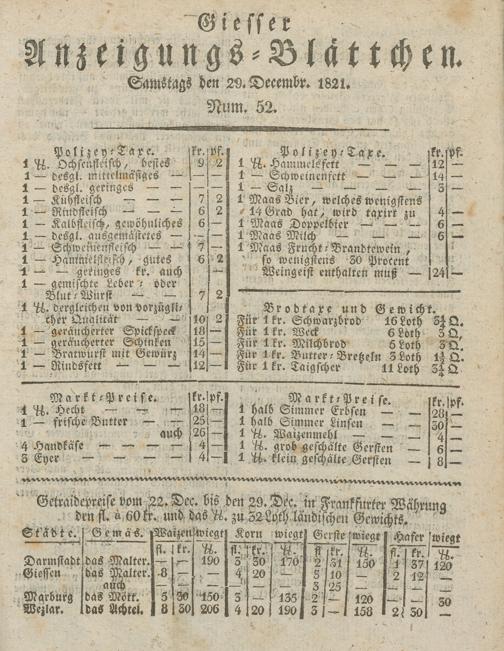 Giesser
Anzeigungs-Blättchen.
Samstags den 29. Decembr. 1821.
Num. 52.
Polizey-Taxe. kr. pf.
1 ℔. Ochsenfleisch, bestes 9 2
1 — desgl. mittelmäsiges — — —
1 — desgl. geringes — — — —
1 — Kühfleisch — — — 7 2
1 — Rindfleisch — — — 6 2
1 — Kalbfleisch, gewöhnliches 6 —
1 — desgl. ausgemästetes — — —
1 — Schweinenfleisch — — 7 —
1 — Hammelfleisch, gutes 6 2
1 — — geringes kr. auch — —
1 — gemischte Leber- oder
Blut-Wurst — — 7 2
1 ℔. dergleichen von vorzügli-
cher Qualität — 10 2
1 — geräucherter Spickspeck 18 —
1 — geräucherter Schinken 15 —
1 — Bratwurst mit Gewürz 14 —
1 — Rindsfett — — — 12 —
Polizey-Taxe. kr. pf.
1 ℔. Hammelsfett — — 12 —
1 — Schweinenfett — — 14 —
1 — Salz — — — 3 —
1 Maas Bier, welches wenigstens
14 Grad hat, wird taxirt zu 4 —
1 Maas Doppelbier — — 6 —
1 Maas Milch — — — 6 —
1 Maas Frucht-Brandtewein,
so wenigstens 30 Procent
Weingeist enthalten muß — 24 —
Brodtaxe und Gewicht.
Für 1 kr. Schwarzbrod 16 Loth Q.
Für 1 kr. Weck 6 Loth 3 Q.
Für 1 kr. Milchbrod 6 Loth Q.
Für 1 kr. Butter-Bretzeln 3 Loth Q.
Für 1 kr. Taigscher 11 Loth Q.
Markt-Preise. kr. pf.
1 ℔. Hecht — — — 18 —
1 — frische Butter — — 25 —
auch 26 —
4 Handkäse — — — 4 —
3 Eyer — — — — 4 —
Markt-Preise. kr. pf.
1 halb Simmer Erbsen 28 —
1 halb Simmer Linsen — 30 —
1 ℔. Waizenmehl — — 4 —
1 ℔. grob geschälte Gersten — 6 —
1 ℔. klein geschälte Gersten — 8 —
Getraidepreise vom 22. Dec. bis den 29. Dec. in Frankfurter Währung
den fl. à 60 kr. und das ℔. zu 32 Loth ländischen Gewichts.
Städte. Gemäs. Waizen wiegt Korn wiegt Gerste wiegt Hafer wiegt
fl. kr. ℔. fl. kr. ℔. fl. kr. ℔. fl. kr. ℔.
Darmstadt das Malter. — — 190 3 30 170 2 31 150 1 37 120
Giessen das Malter. 8 — — 4 20 — 3 10 — 2 12 —
auch 3 25
Marburg das Mött. 5 30 150 3 — 135 2 — 120 — — 30
Wezlar. das Achtel. 8 30 206 4 20 190 3 — 158 2 30 —